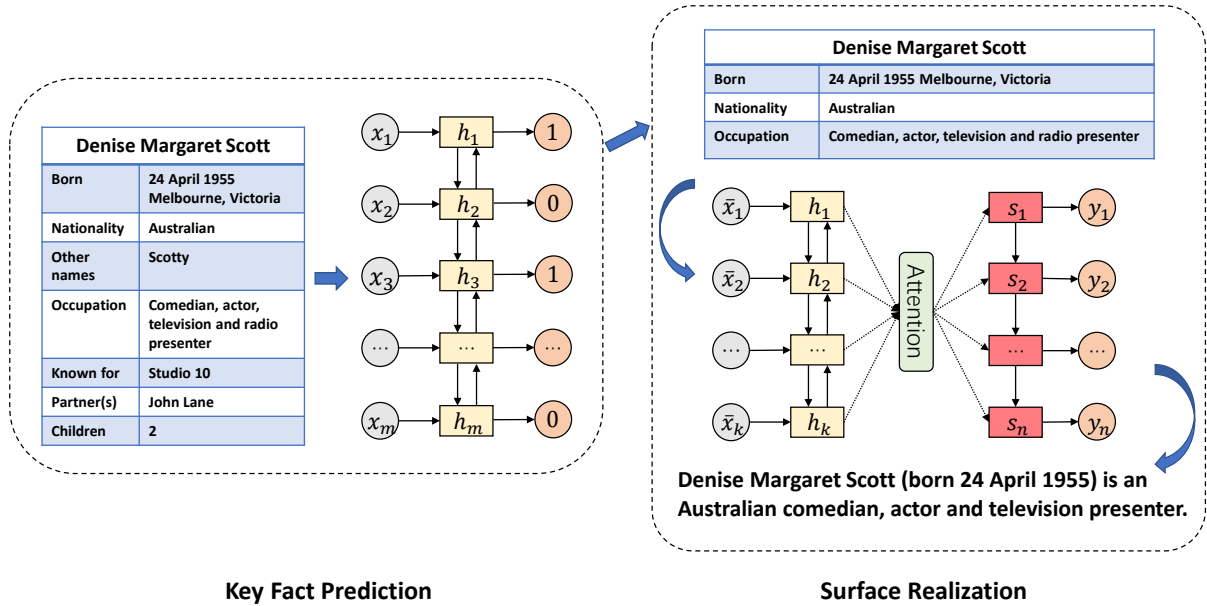 Denise Margaret Scott
Born 24 April 1955
Melbourne, Victoria
Nationality Australian
Other
names Scotty
Occupation Comedian, actor,
television and radio
presenter
Known for Studio 10
Partner(s) John Lane
Children 2
x₁ h₁ 1
x₂ h₂ 0
x₃ h₃ 1
... ... ...
xₘ hₘ 0
Key Fact Prediction
Denise Margaret Scott
Born 24 April 1955 Melbourne, Victoria
Nationality Australian
Occupation Comedian, actor, television and radio presenter
x̄₁ h₁ s₁ y₁
x̄₂ h₂ s₂ y₂
Attention
... ... ... ...
x̄ₖ hₖ sₙ yₙ
Denise Margaret Scott (born 24 April 1955) is an
Australian comedian, actor and television presenter.
Surface Realization